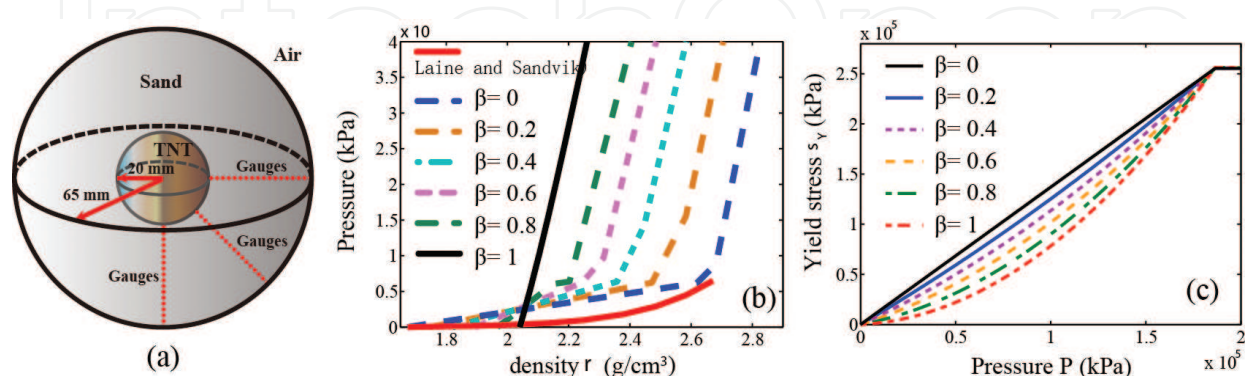 Air
Sand
TNT
20 mm
Gauges
65 mm
Gauges
Gauges
(a)
x 10
Pressure (kPa)
4
3.5
3
2.5
2
1.5
1
0.5
0
Laine and Sandvik)
β= 0
β= 0.2
β= 0.4
β= 0.6
β= 0.8
β= 1
(b)
1.8 2 2.2 2.4 2.6 2.8
density r (g/cm³)
x 10⁵
Yield stress sᵧ (kPa)
2.5
2
1.5
1
0.5
0
β= 0
β= 0.2
β= 0.4
β= 0.6
β= 0.8
β= 1
(c)
0 0.5 1 1.5 2
Pressure P (kPa)
x 10⁵